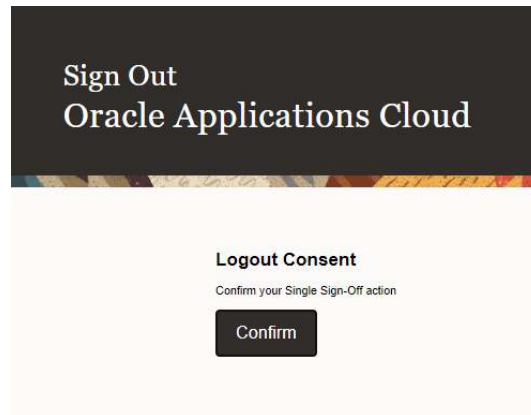 Sign Out
Oracle Applications Cloud
Logout Consent
Confirm your Single Sign-Off action
Confirm